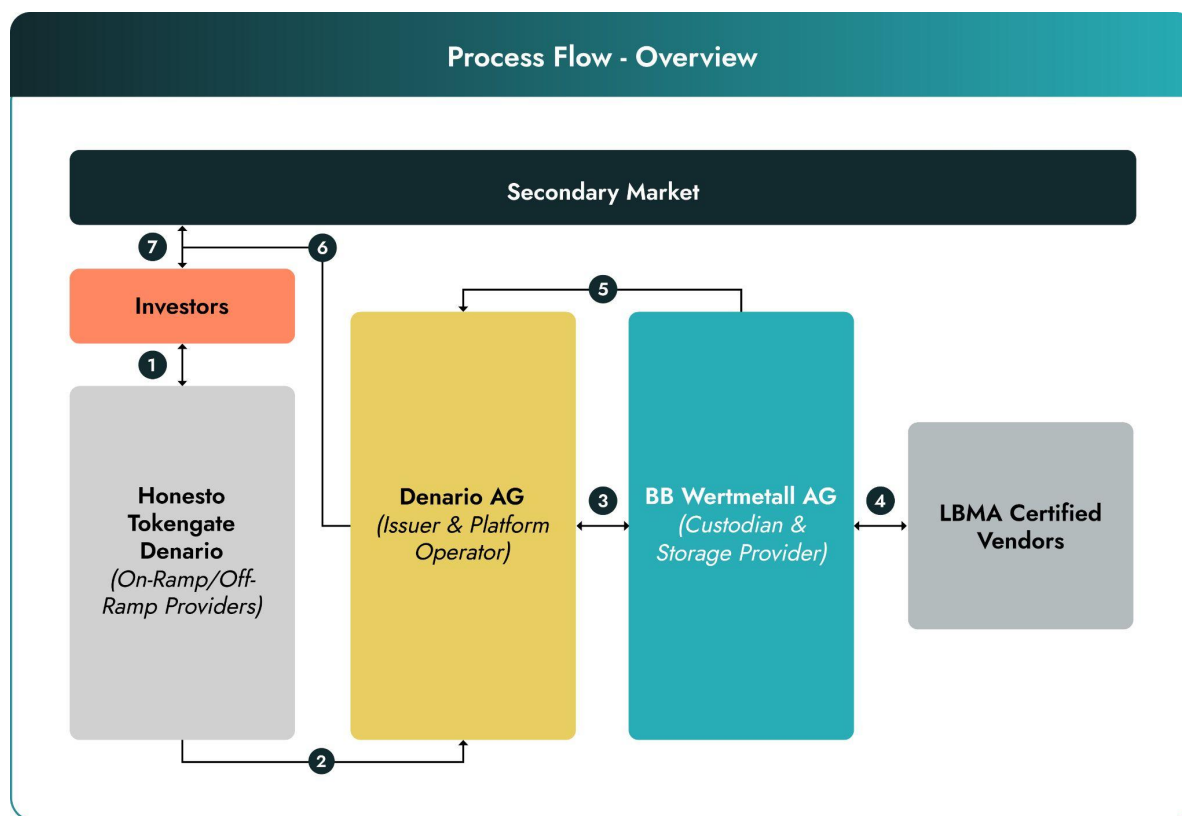 Process Flow - Overview
Secondary Market
7
6
Investors
5
1
Honesto
Tokengate
Denario
(On-Ramp/Off-
Ramp Providers)
Denario AG
(Issuer & Platform
Operator)
3
BB Wertmetall AG
(Custodian &
Storage Provider)
4
LBMA Certified
Vendors
2